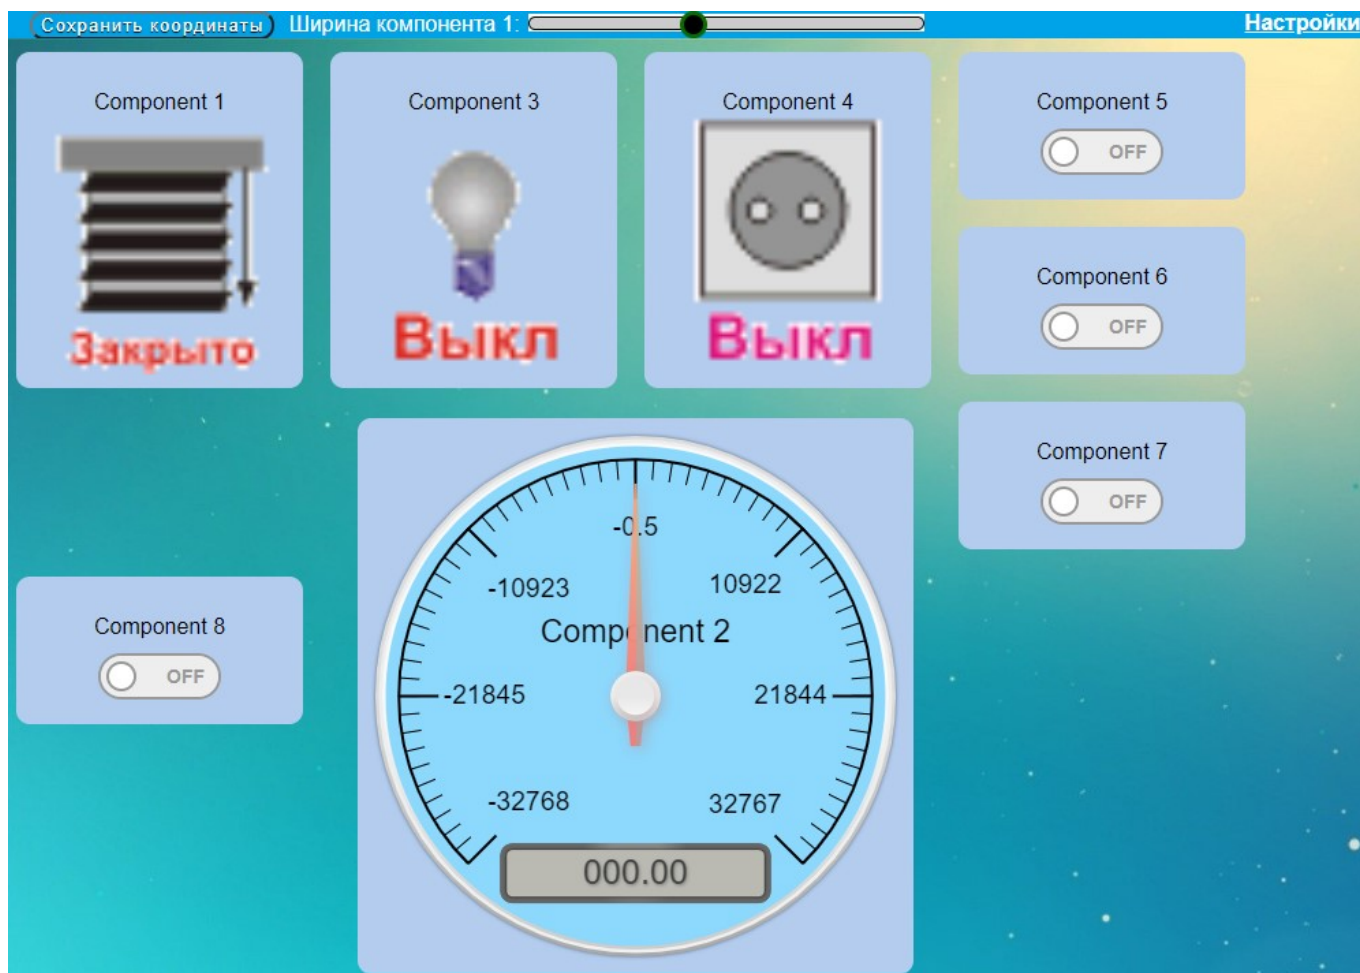 Сохранить координаты
Ширина компонента 1:
Настройки
Component 1
Закрыто
Component 3
Выкл
Component 4
Выкл
Component 5
OFF
Component 6
OFF
Component 7
OFF
Component 8
OFF
-0.5
-10923
10922
Component 2
-21845
21844
-32768
32767
000.00